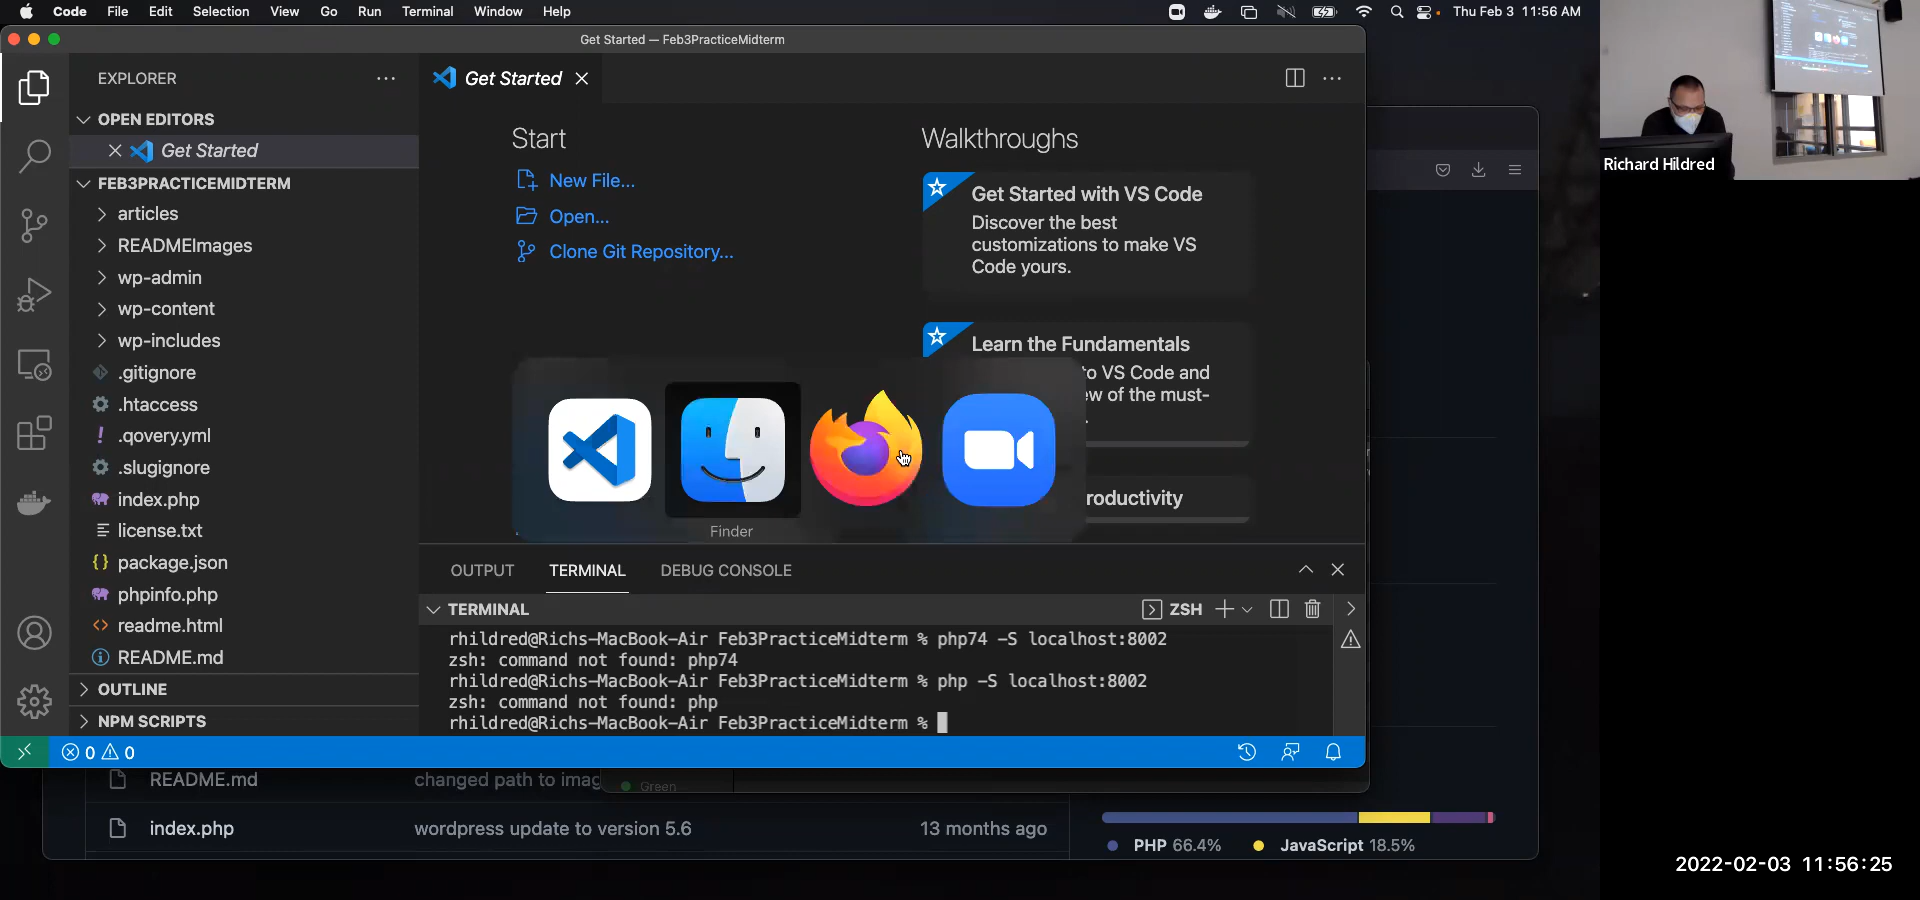 Code File Edit Selection View Go Run Terminal Window Help
Thu Feb 3 11:56 AM
Get Started — Feb3PracticeMidterm
EXPLORER
Get Started
OPEN EDITORS
Get Started
FEB3PRACTICEMIDTERM
articles
READMEImages
wp-admin
wp-content
wp-includes
.gitignore
.htaccess
.qovery.yml
.slugignore
index.php
license.txt
package.json
phpinfo.php
readme.html
README.md
OUTLINE
NPM SCRIPTS
Start
New File...
Open...
Clone Git Repository...
Walkthroughs
Get Started with VS Code
Discover the best
customizations to make VS
Code yours.
Learn the Fundamentals
to VS Code and
ew of the must-
roductivity
Finder
OUTPUT TERMINAL DEBUG CONSOLE
TERMINAL
ZSH
rhildred@Richs-MacBook-Air Feb3PracticeMidterm % php74 -S localhost:8002
zsh: command not found: php74
rhildred@Richs-MacBook-Air Feb3PracticeMidterm % php -S localhost:8002
zsh: command not found: php
rhildred@Richs-MacBook-Air Feb3PracticeMidterm %
0 0
README.md changed path to imag
Green
index.php wordpress update to version 5.6 13 months ago
PHP 66.4% JavaScript 18.5%
Richard Hildred
2022-02-03 11:56:25